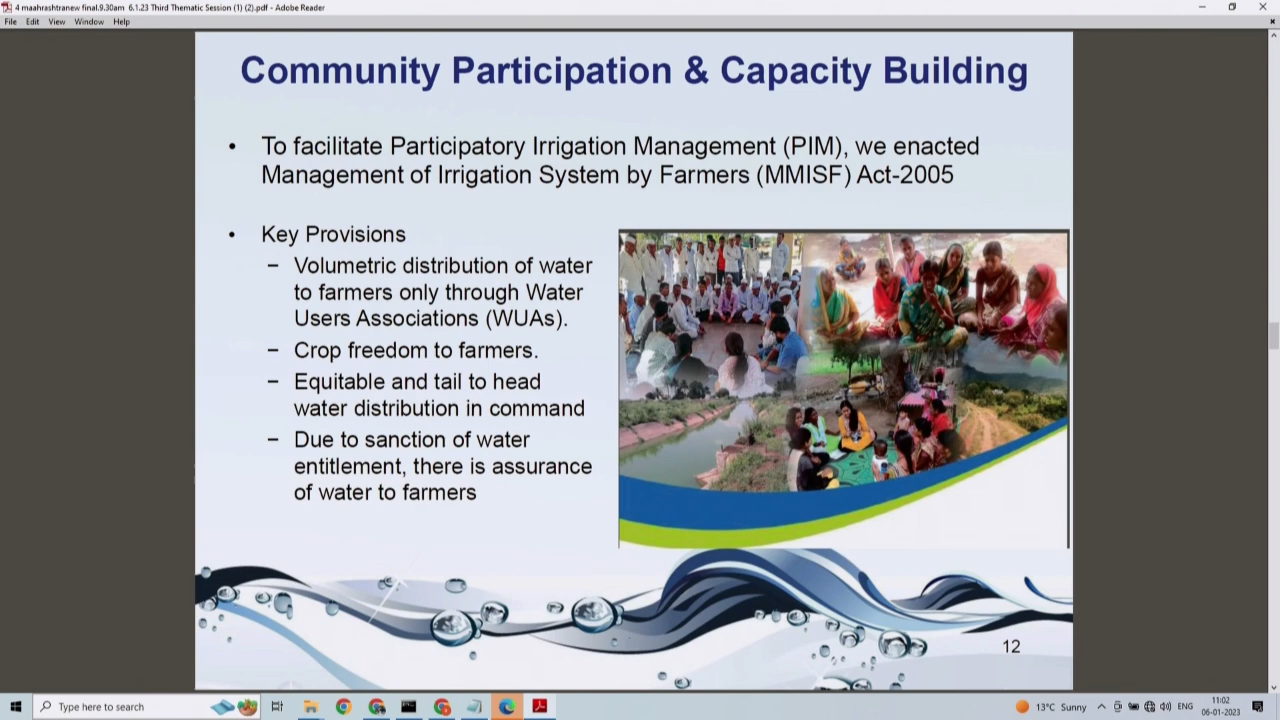 4 maahrashtranew final.9.30am 6.1.23 Third Thematic Session (1) (2).pdf - Adobe Reader
File Edit View Window Help
Community Participation & Capacity Building
• To facilitate Participatory Irrigation Management (PIM), we enacted
Management of Irrigation System by Farmers (MMISF) Act-2005
• Key Provisions
– Volumetric distribution of water
to farmers only through Water
Users Associations (WUAs).
– Crop freedom to farmers.
– Equitable and tail to head
water distribution in command
– Due to sanction of water
entitlement, there is assurance
of water to farmers
12
Type here to search
13°C Sunny
ENG
11:02
06-01-2023